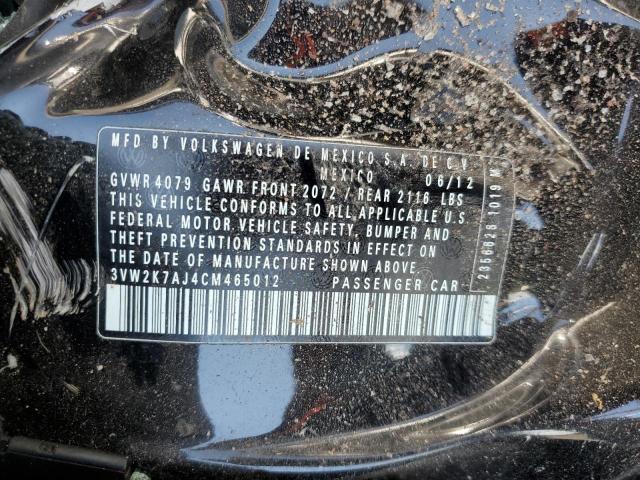 MFD BY VOLKSWAGEN DE MEXICO S.A. DE C.V.
MEXICO 06/12
GVWR 4079 GAWR FRONT 2072 / REAR 2116 LBS
THIS VEHICLE CONFORMS TO ALL APPLICABLE U.S
FEDERAL MOTOR VEHICLE SAFETY, BUMPER AND
THEFT PREVENTION STANDARDS IN EFFECT ON
THE DATE OF MANUFACTURE SHOWN ABOVE.
3VW2K7AJ4CM465012 PASSENGER CAR
2356628 1019 M